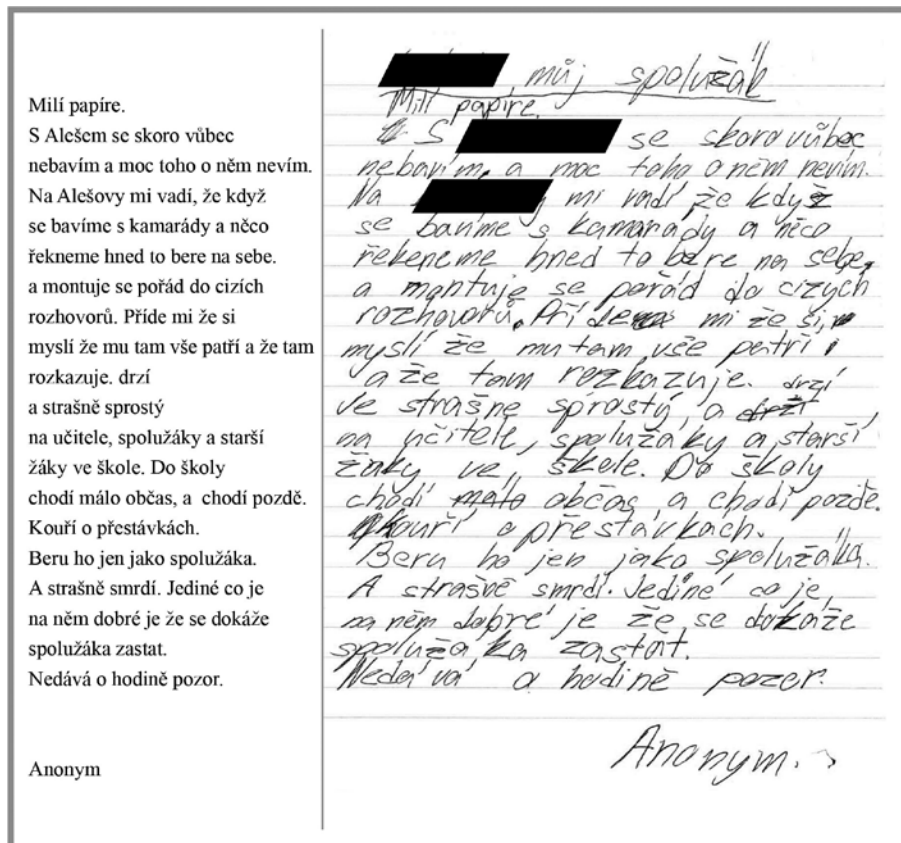 Milí papíre.
S Alešem se skoro vůbec
nebavím a moc toho o něm nevím.
Na Alešovy mi vadí, že když
se bavíme s kamarády a něco
řekneme hned to bere na sebe.
a montuje se pořád do cizích
rozhovorů. Příde mi že si
myslí že mu tam vše patří a že tam
rozkazuje. drzí
a strašně sprostý
na učitele, spolužáky a starší
žáky ve škole. Do školy
chodí málo občas, a  chodí pozdě.
Kouří o přestávkách.
Beru ho jen jako spolužáka.
A strašně smrdí. Jediné co je
na něm dobré je že se dokáže
spolužáka zastat.
Nedává o hodině pozor.
Anonym
můj spolužák
Milí papíre.
S se skoro vůbec
nebavím, a moc toho o něm nevím.
Na mi vadí že když
se bavíme s kamarády a něco
řekeneme hned to bere na sebe,
a montuje se pořád do cizých
rozhovorů. Příde mi že si
myslí že mu tam vše patří
a že tam rozkazuje. drzí
ve strašne sprostý, a drzí
na učitele, spolužáky a starší
žáky ve škole. Do školy
chodí málo občas a chodí pozdě.
Kouří o přestávkách.
Beru ho jen jako spolužáka.
A strašně smrdí. Jediné co je
na něm dobré je že se dokáže
spolužáka zastat.
Nedává o hodině pozor.
Anonym.